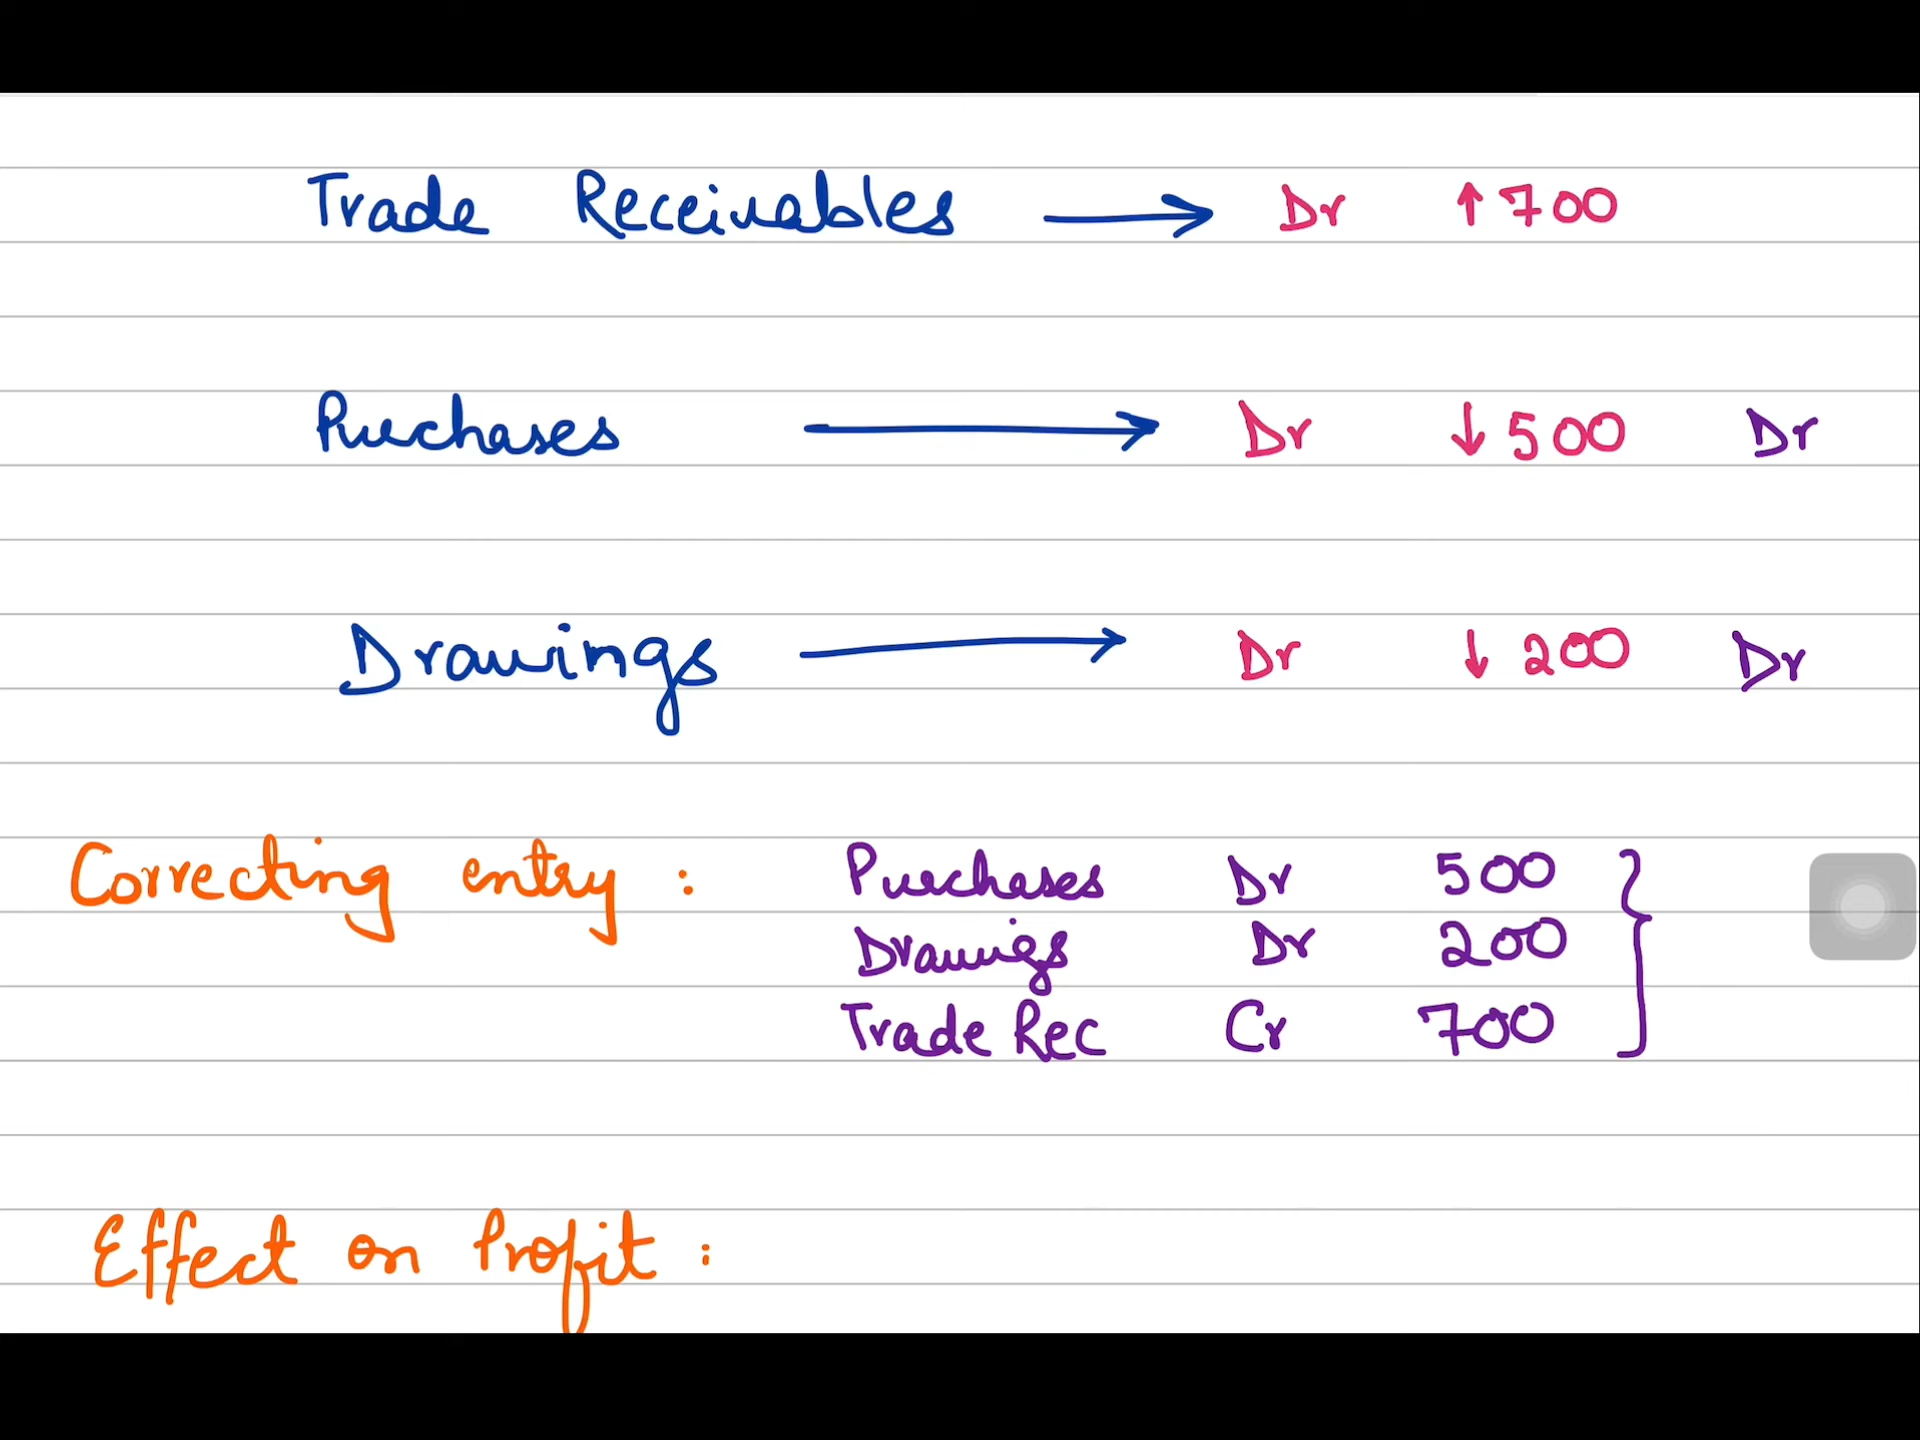 Trade Receivables → Dr ↑ 700
Purchases → Dr ↓ 500 Dr
Drawings → Dr ↓ 200 Dr
Correcting entry : Purchases Dr 500
Drawings Dr 200
Trade Rec Cr 700
Effect on Profit :